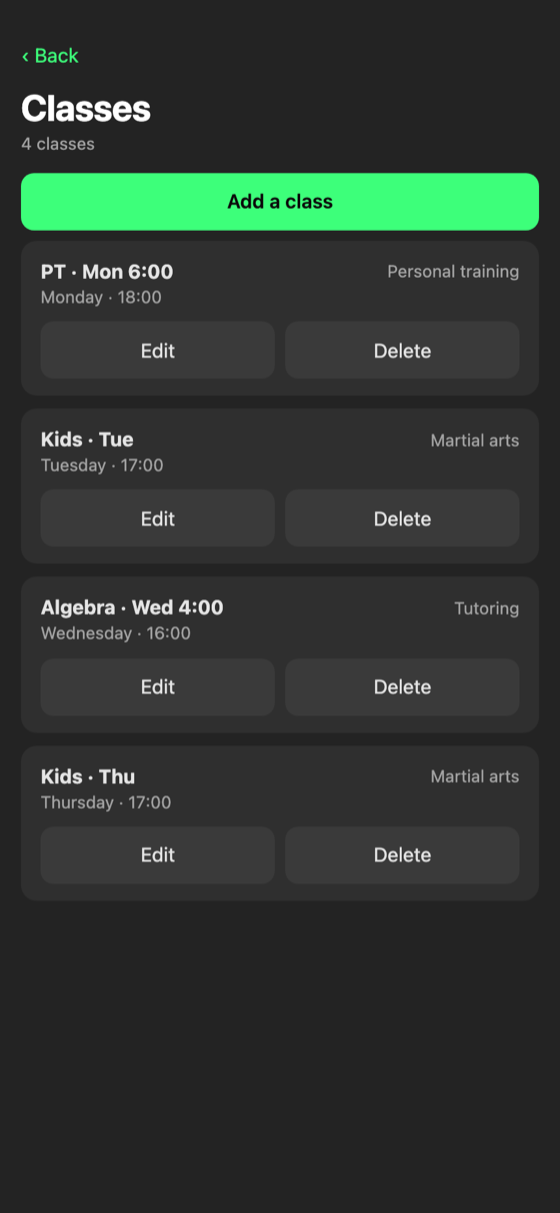 ‹ Back
Classes
4 classes
Add a class
PT · Mon 6:00
Personal training
Monday · 18:00
Edit
Delete
Kids · Tue
Martial arts
Tuesday · 17:00
Edit
Delete
Algebra · Wed 4:00
Tutoring
Wednesday · 16:00
Edit
Delete
Kids · Thu
Martial arts
Thursday · 17:00
Edit
Delete